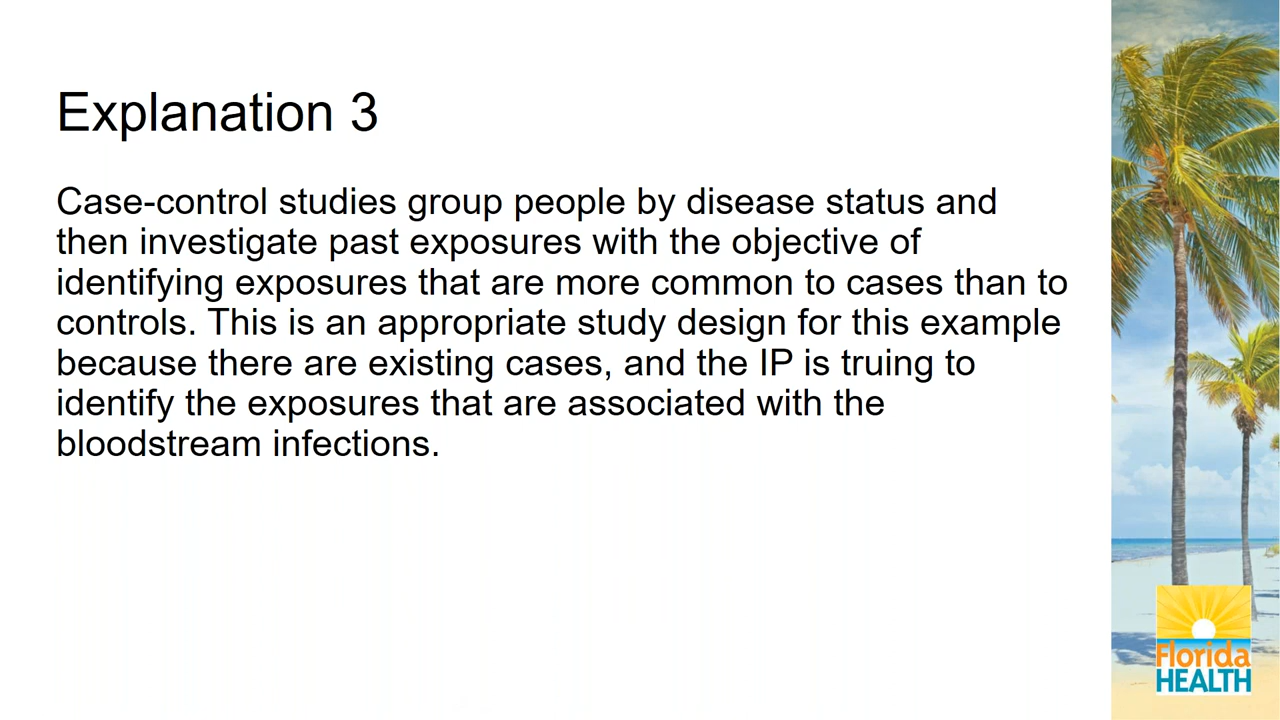 Explanation 3
Case-control studies group people by disease status and
then investigate past exposures with the objective of
identifying exposures that are more common to cases than to
controls. This is an appropriate study design for this example
because there are existing cases, and the IP is truing to
identify the exposures that are associated with the
bloodstream infections.
Florida
HEALTH